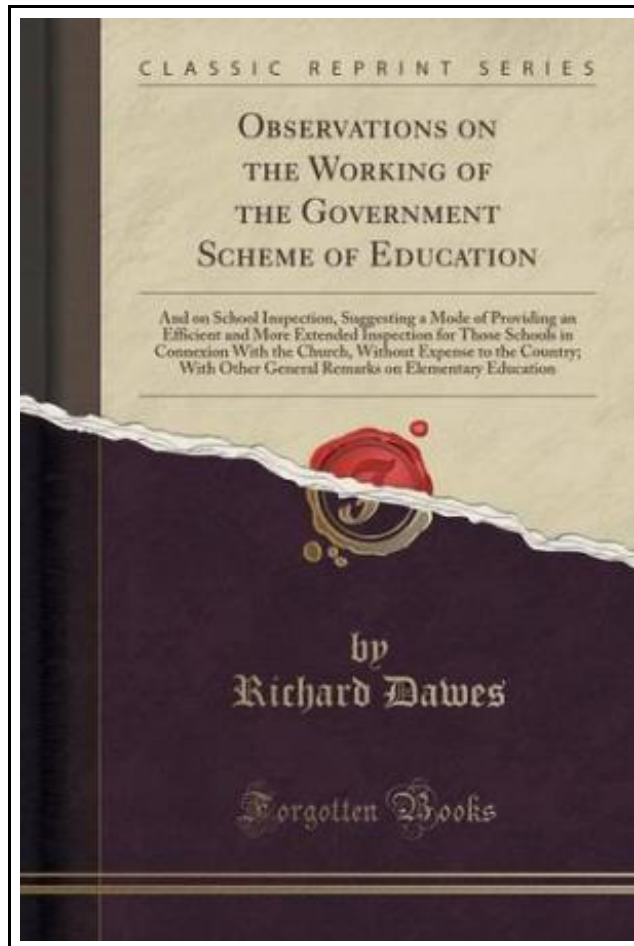 CLASSIC REPRINT SERIES
OBSERVATIONS ON
THE WORKING OF
THE GOVERNMENT
SCHEME OF EDUCATION
And on School Inspection, Suggesting a Mode of Providing an
Efficient and More Extended Inspection for Those Schools in
Connexion With the Church, Without Expense to the Country;
With Other General Remarks on Elementary Education
by
Richard Dawes
Forgotten Books